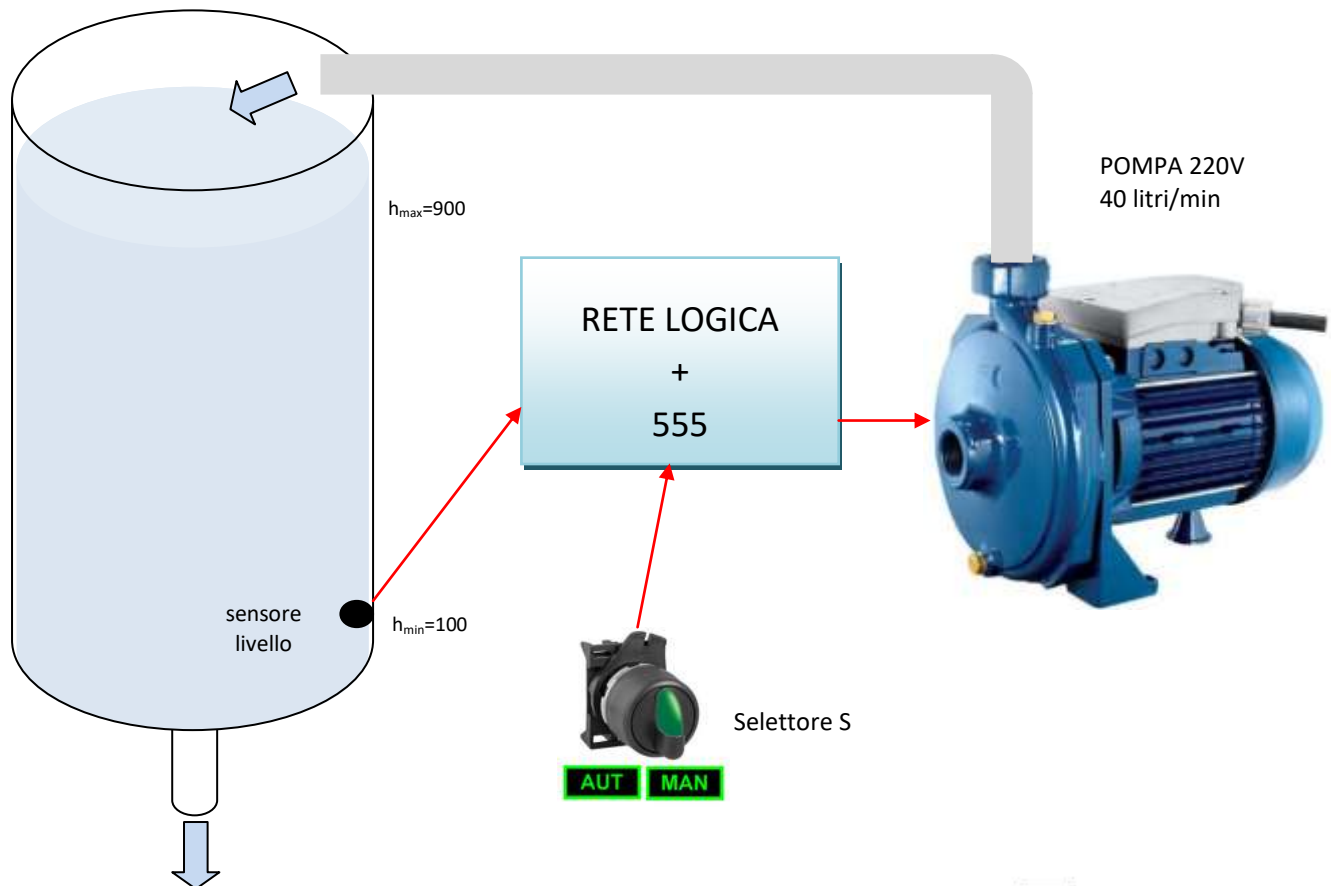 POMPA 220V
40 litri/min
hmax=900
RETE LOGICA
+
555
sensore
livello
hmin=100
Selettore S
AUT MAN